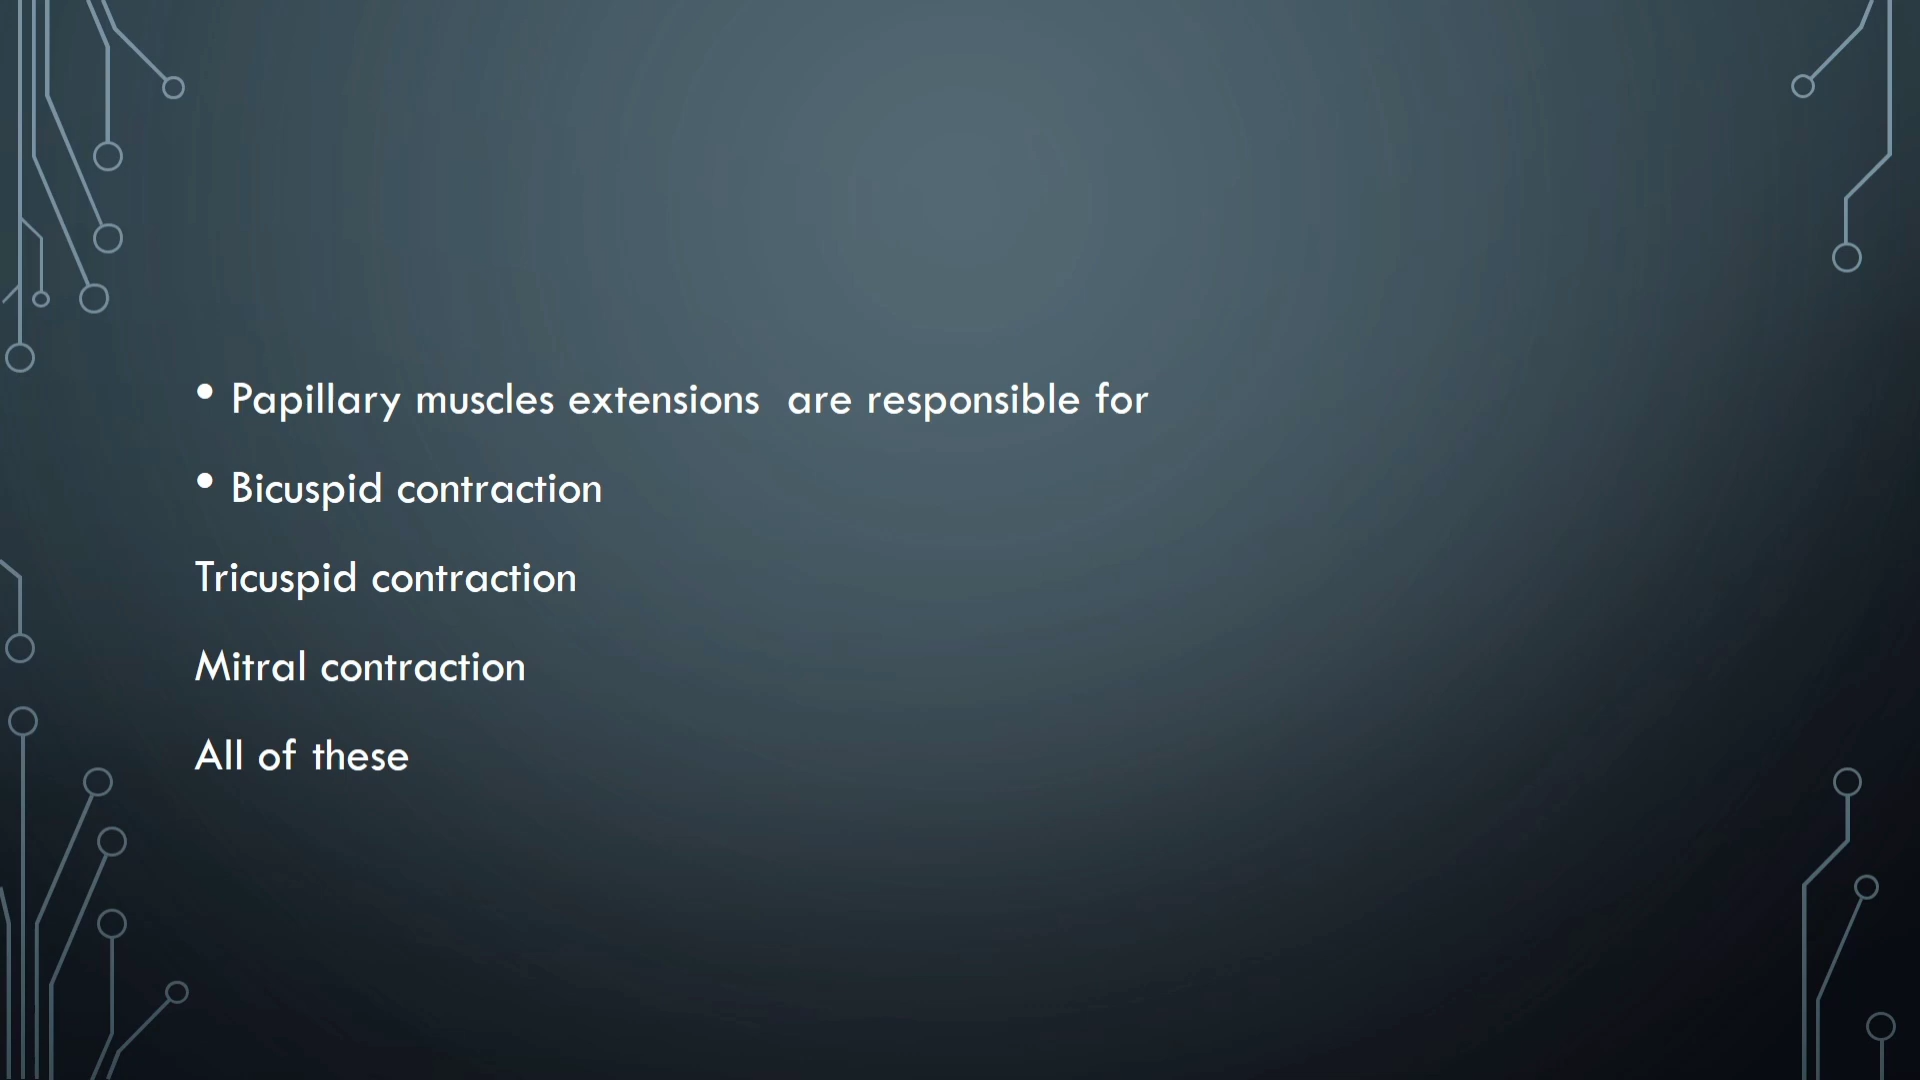 • Papillary muscles extensions  are responsible for
• Bicuspid contraction
Tricuspid contraction
Mitral contraction
All of these